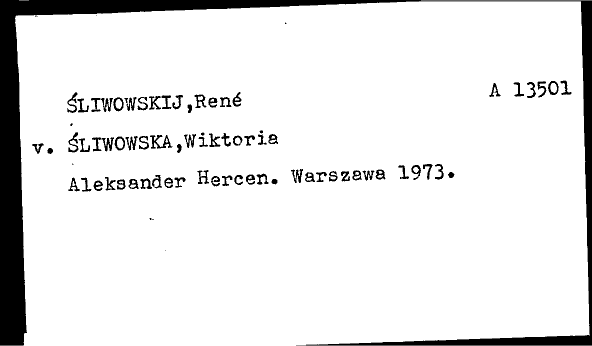 ŚLIWOWSKIJ,René A 13501
v. ŚLIWOWSKA,Wiktoria
Aleksander Hercen. Warszawa 1973.